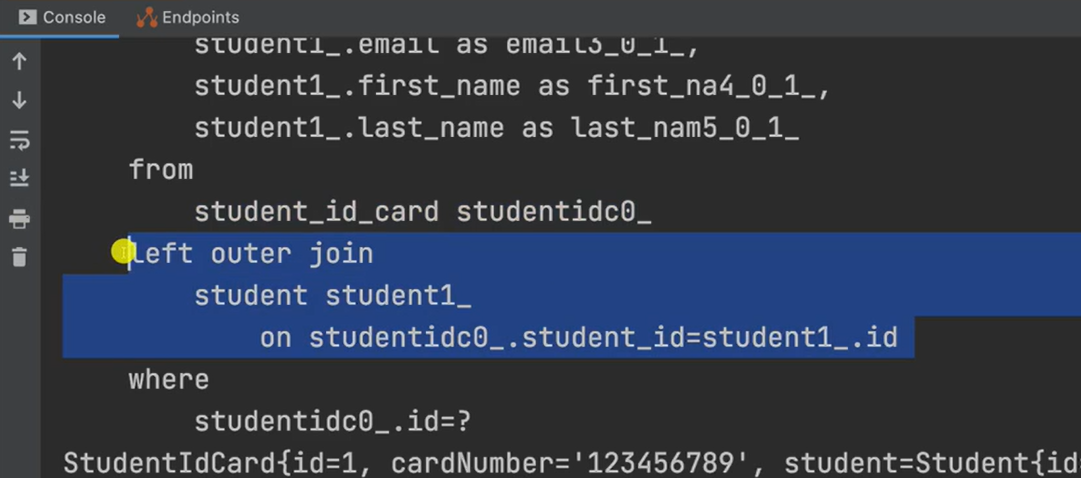 Console Endpoints
student1_.email as email3_0_1_,
student1_.first_name as first_na4_0_1_,
student1_.last_name as last_nam5_0_1_
from
student_id_card studentidc0_
left outer join
student student1_
on studentidc0_.student_id=student1_.id
where
studentidc0_.id=?
StudentIdCard{id=1, cardNumber='123456789', student=Student{id=